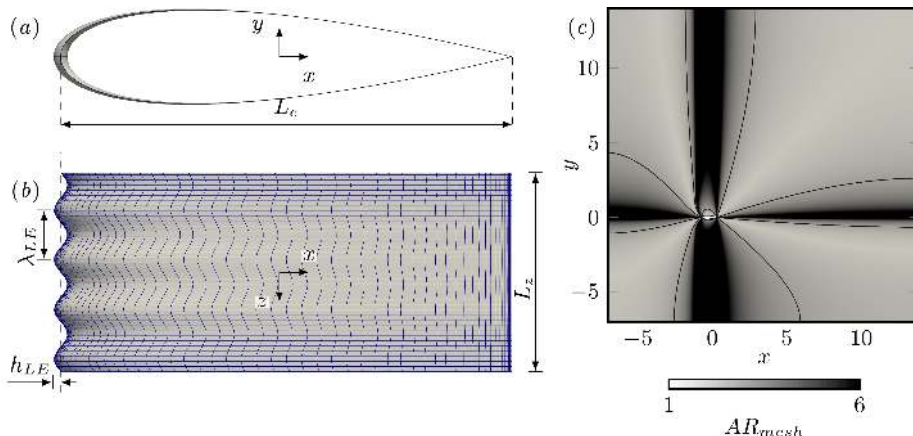 (a)
y
x
L_c
(b)
λ_LE
x
z
L_z
h_LE
(c)
10
5
0
−5
y
−5 0 5 10
x
1 6
AR_mesh